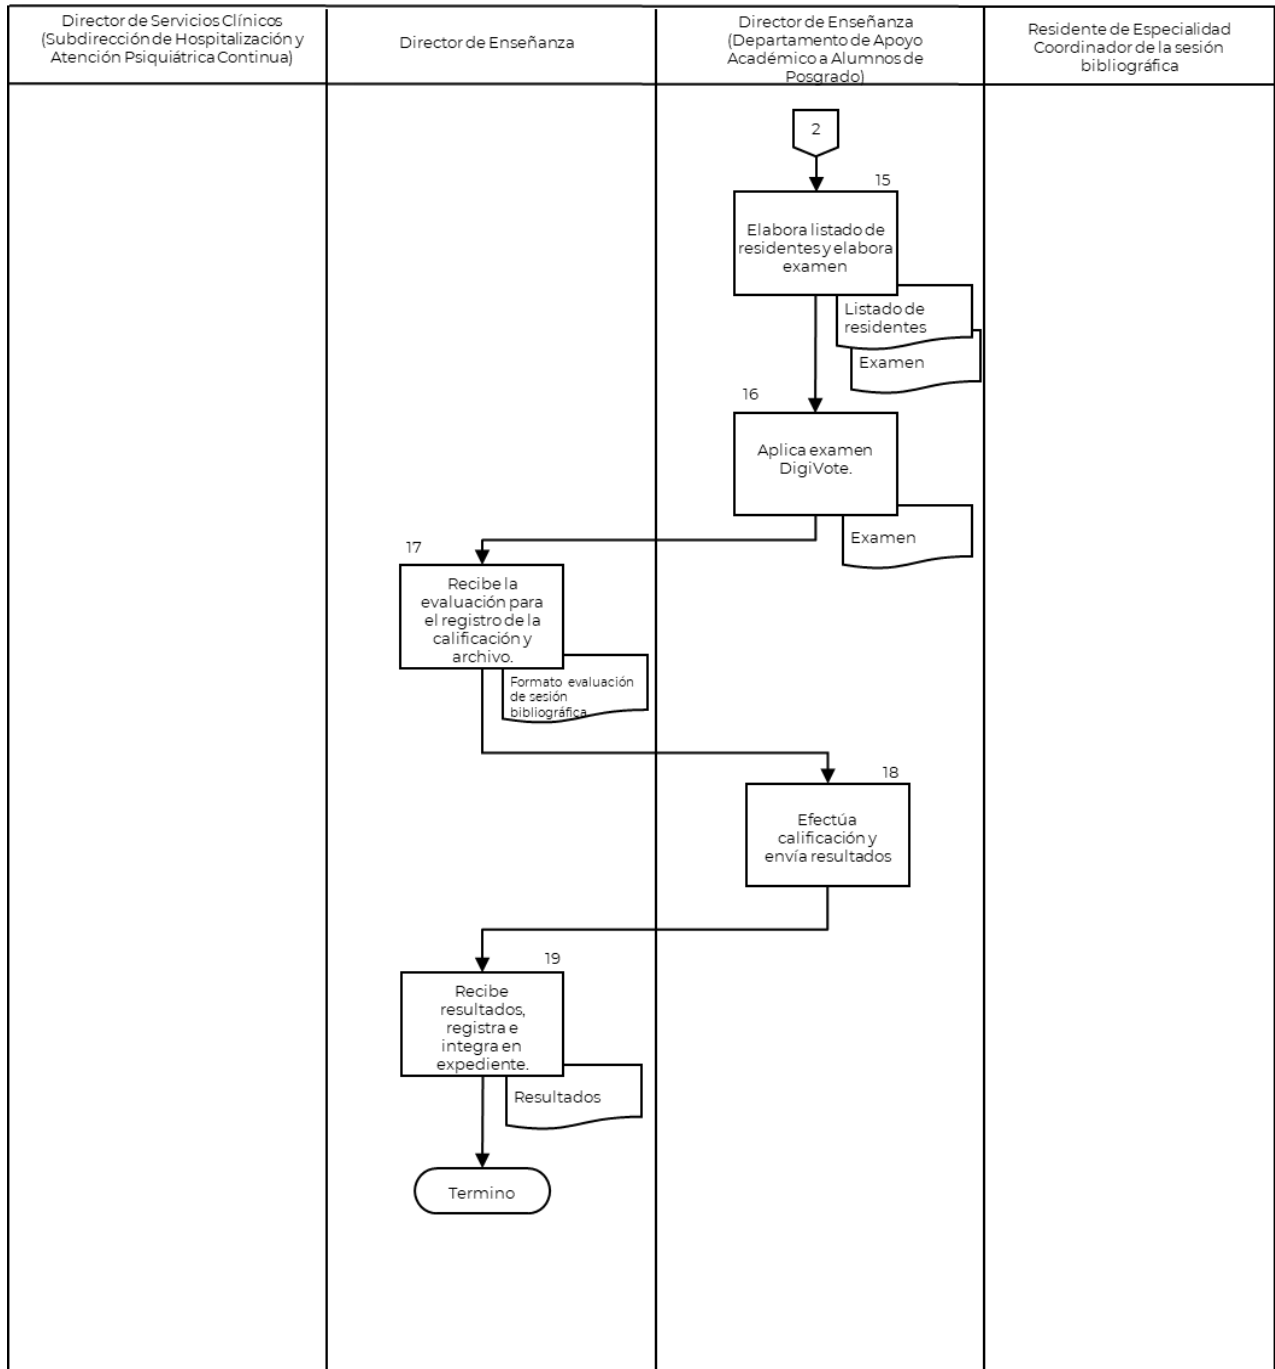 Director de Servicios Clínicos
(Subdirección de Hospitalización y
Atención Psiquiátrica Continua)
Director de Enseñanza
Director de Enseñanza
(Departamento de Apoyo
Académico a Alumnos de
Posgrado)
Residente de Especialidad
Coordinador de la sesión
bibliográfica
2
15
Elabora listado de
residentes y elabora
examen
Listado de
residentes
Examen
16
Aplica examen
DigiVote.
Examen
17
Recibe la
evaluación para
el registro de la
calificación y
archivo.
Formato evaluación
de sesión
bibliográfica
18
Efectúa
calificación y
envía resultados
19
Recibe
resultados,
registra e
integra en
expediente.
Resultados
Termino